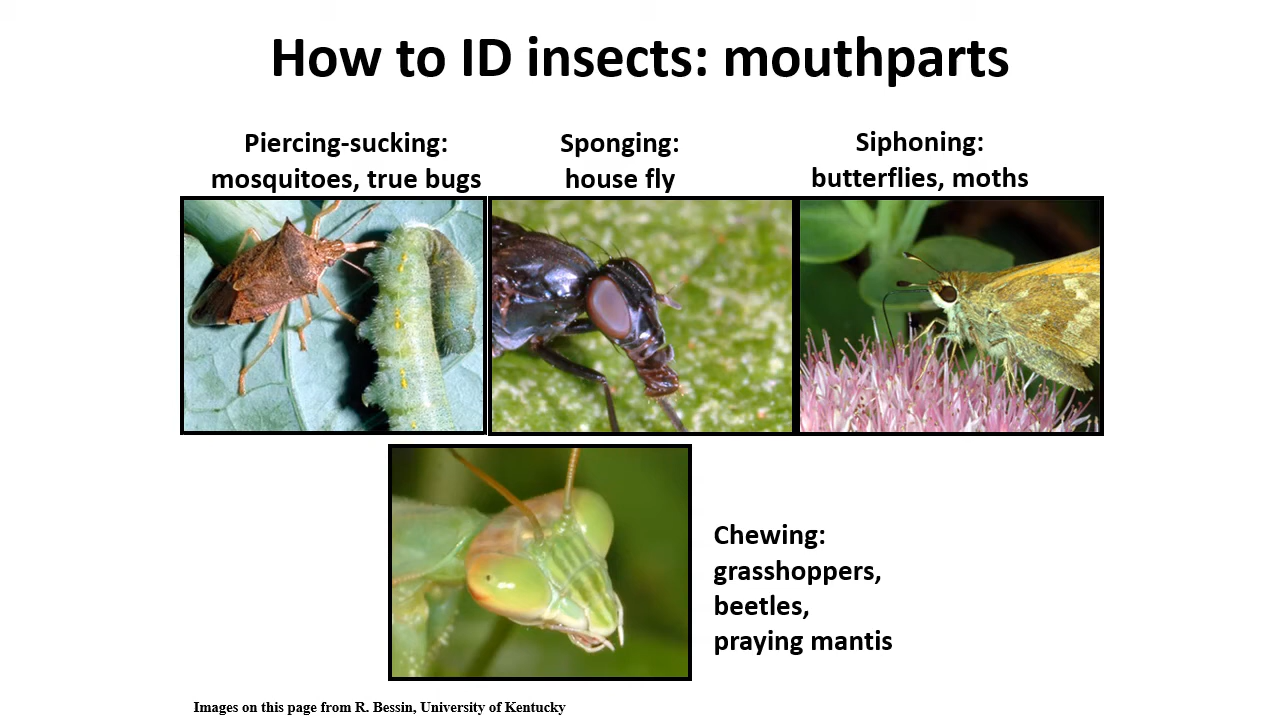 How to ID insects: mouthparts
Piercing-sucking:
mosquitoes, true bugs
Sponging:
house fly
Siphoning:
butterflies, moths
Chewing:
grasshoppers,
beetles,
praying mantis
Images on this page from R. Bessin, University of Kentucky